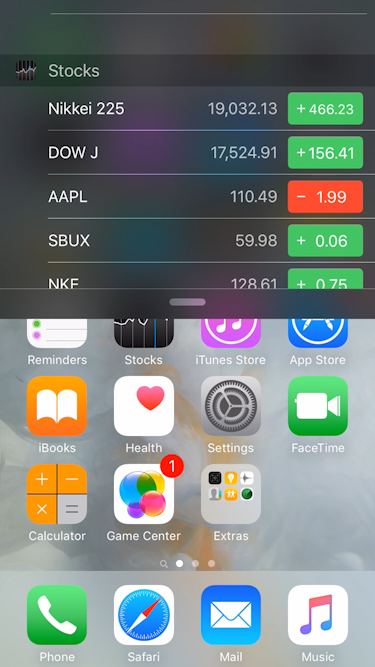 Stocks
Nikkei 225 19,032.13 +466.23
DOW J 17,524.91 +156.41
AAPL 110.49 − 1.99
SBUX 59.98 + 0.06
NKE 128.61 + 0.75
Reminders Stocks iTunes Store App Store
iBooks Health Settings FaceTime
1
Calculator Game Center Extras
Phone Safari Mail Music